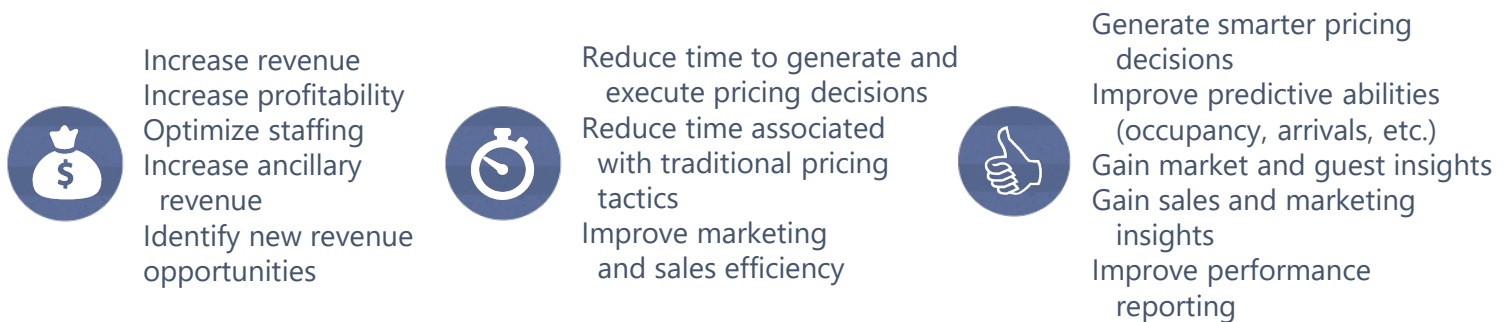 Increase revenue
Increase profitability
Optimize staffing
Increase ancillary
revenue
Identify new revenue
opportunities
$
Reduce time to generate and
execute pricing decisions
Reduce time associated
with traditional pricing
tactics
Improve marketing
and sales efficiency
Generate smarter pricing
decisions
Improve predictive abilities
(occupancy, arrivals, etc.)
Gain market and guest insights
Gain sales and marketing
insights
Improve performance
reporting